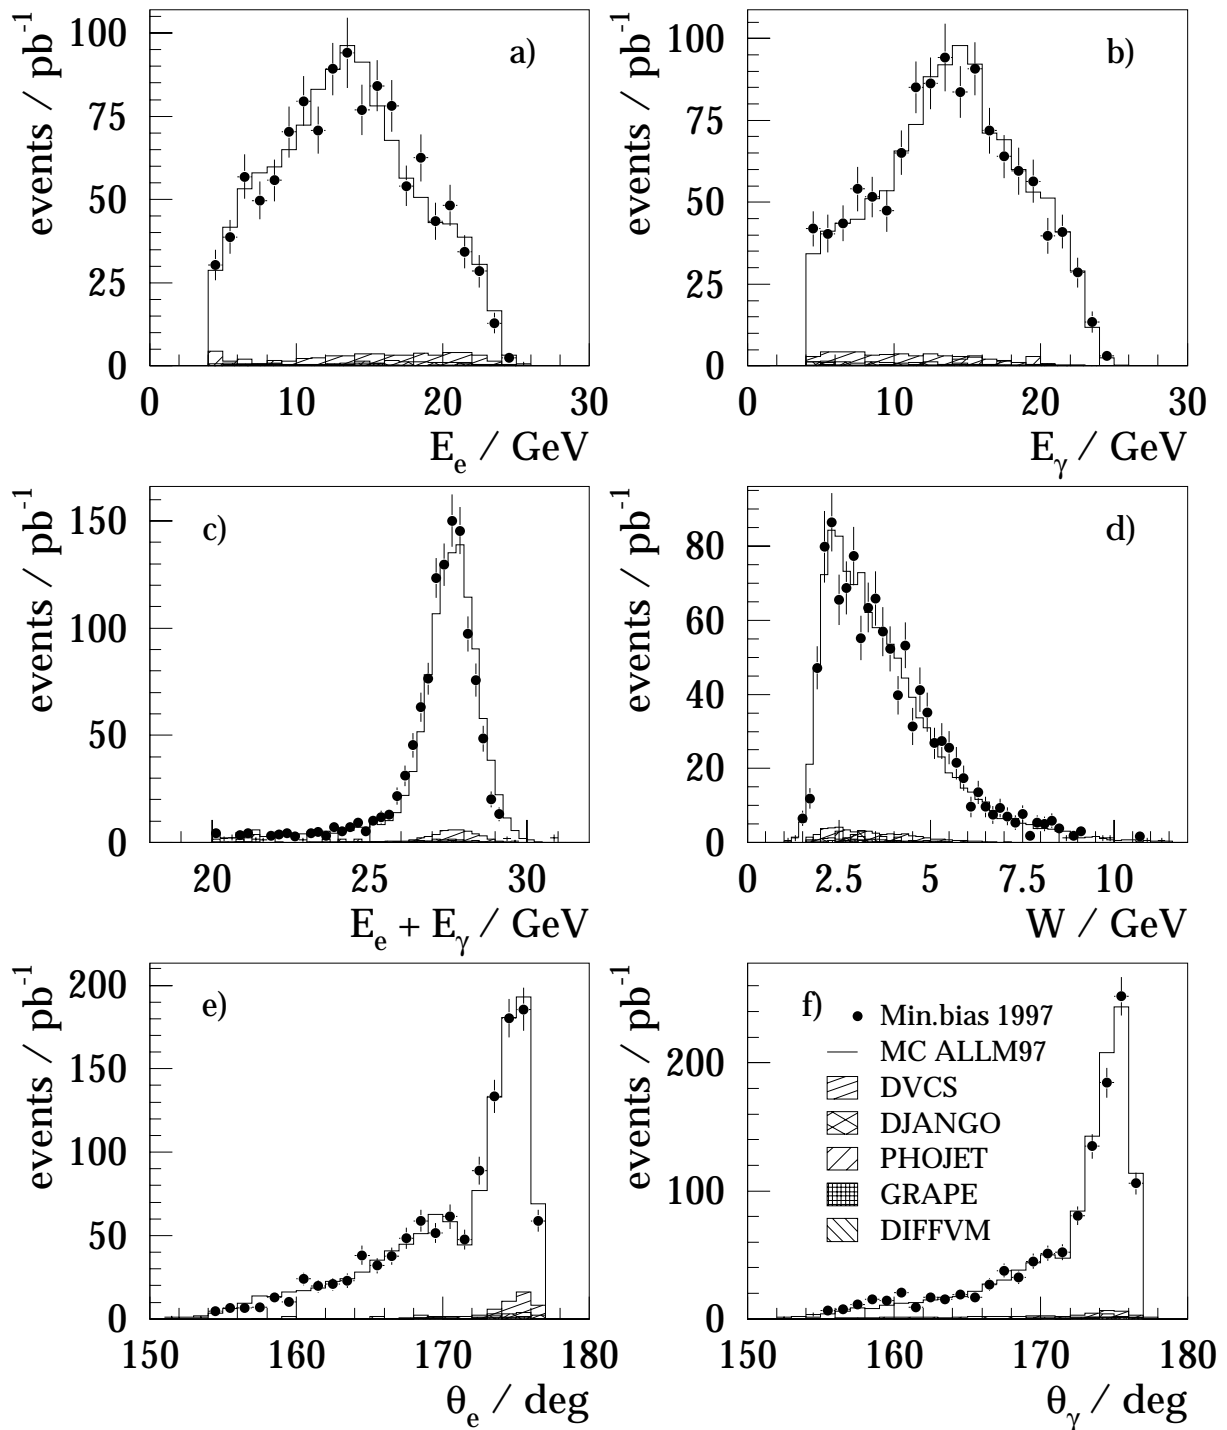 events / pb-1
100
75
50
25
0
a)
0 10 20 30
Ee / GeV
events / pb-1
100
75
50
25
0
b)
0 10 20 30
Eγ / GeV
events / pb-1
150
100
50
0
c)
20 25 30
Ee + Eγ / GeV
events / pb-1
80
60
40
20
0
d)
0 2.5 5 7.5 10
W / GeV
events / pb-1
200
150
100
50
0
e)
150 160 170 180
θe / deg
events / pb-1
200
100
0
f)
Min.bias 1997
MC ALLM97
DVCS
DJANGO
PHOJET
GRAPE
DIFFVM
150 160 170 180
θγ / deg